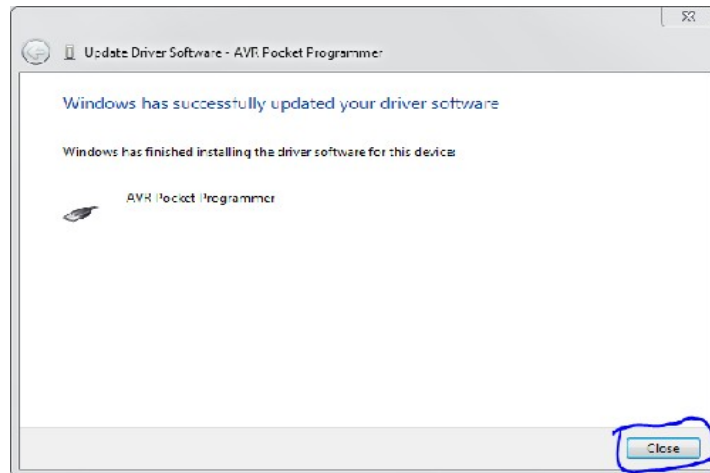 Update Driver Software - AVR Pocket Programmer
Windows has successfully updated your driver software
Windows has finished installing the driver software for this device:
AVR Pocket Programmer
Close